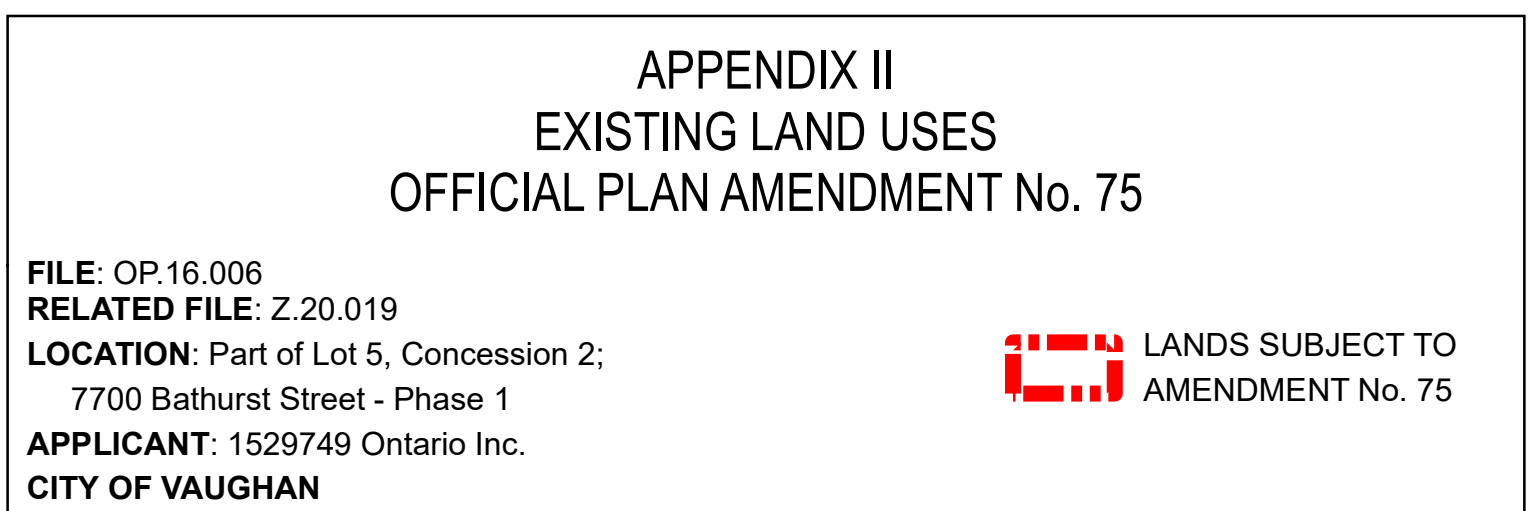 APPENDIX II
EXISTING LAND USES
OFFICIAL PLAN AMENDMENT No. 75
FILE: OP.16.006
RELATED FILE: Z.20.019
LOCATION: Part of Lot 5, Concession 2;
7700 Bathurst Street - Phase 1
APPLICANT: 1529749 Ontario Inc.
CITY OF VAUGHAN
LANDS SUBJECT TO
AMENDMENT No. 75